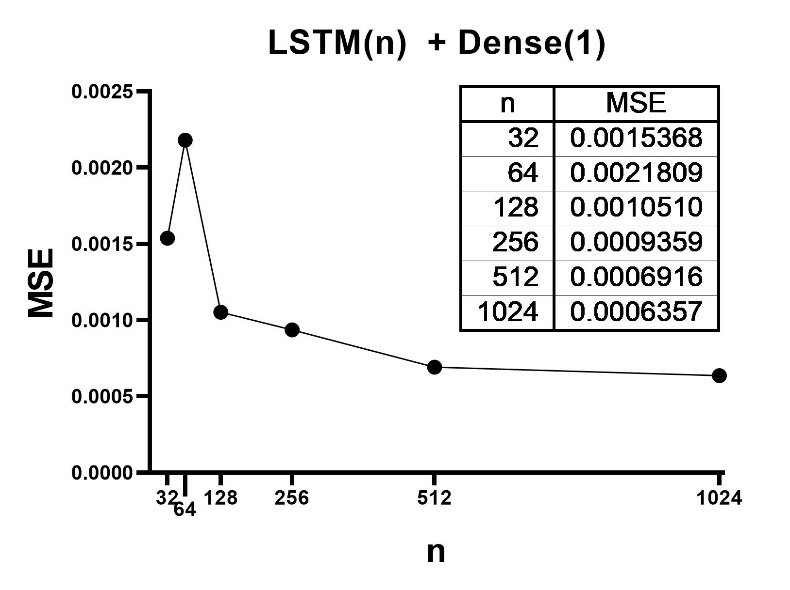 LSTM(n) + Dense(1)
n MSE
32 0.0015368
64 0.0021809
128 0.0010510
256 0.0009359
512 0.0006916
1024 0.0006357
MSE
0.0025
0.0020
0.0015
0.0010
0.0005
0.0000
32 64 128 256 512 1024
n